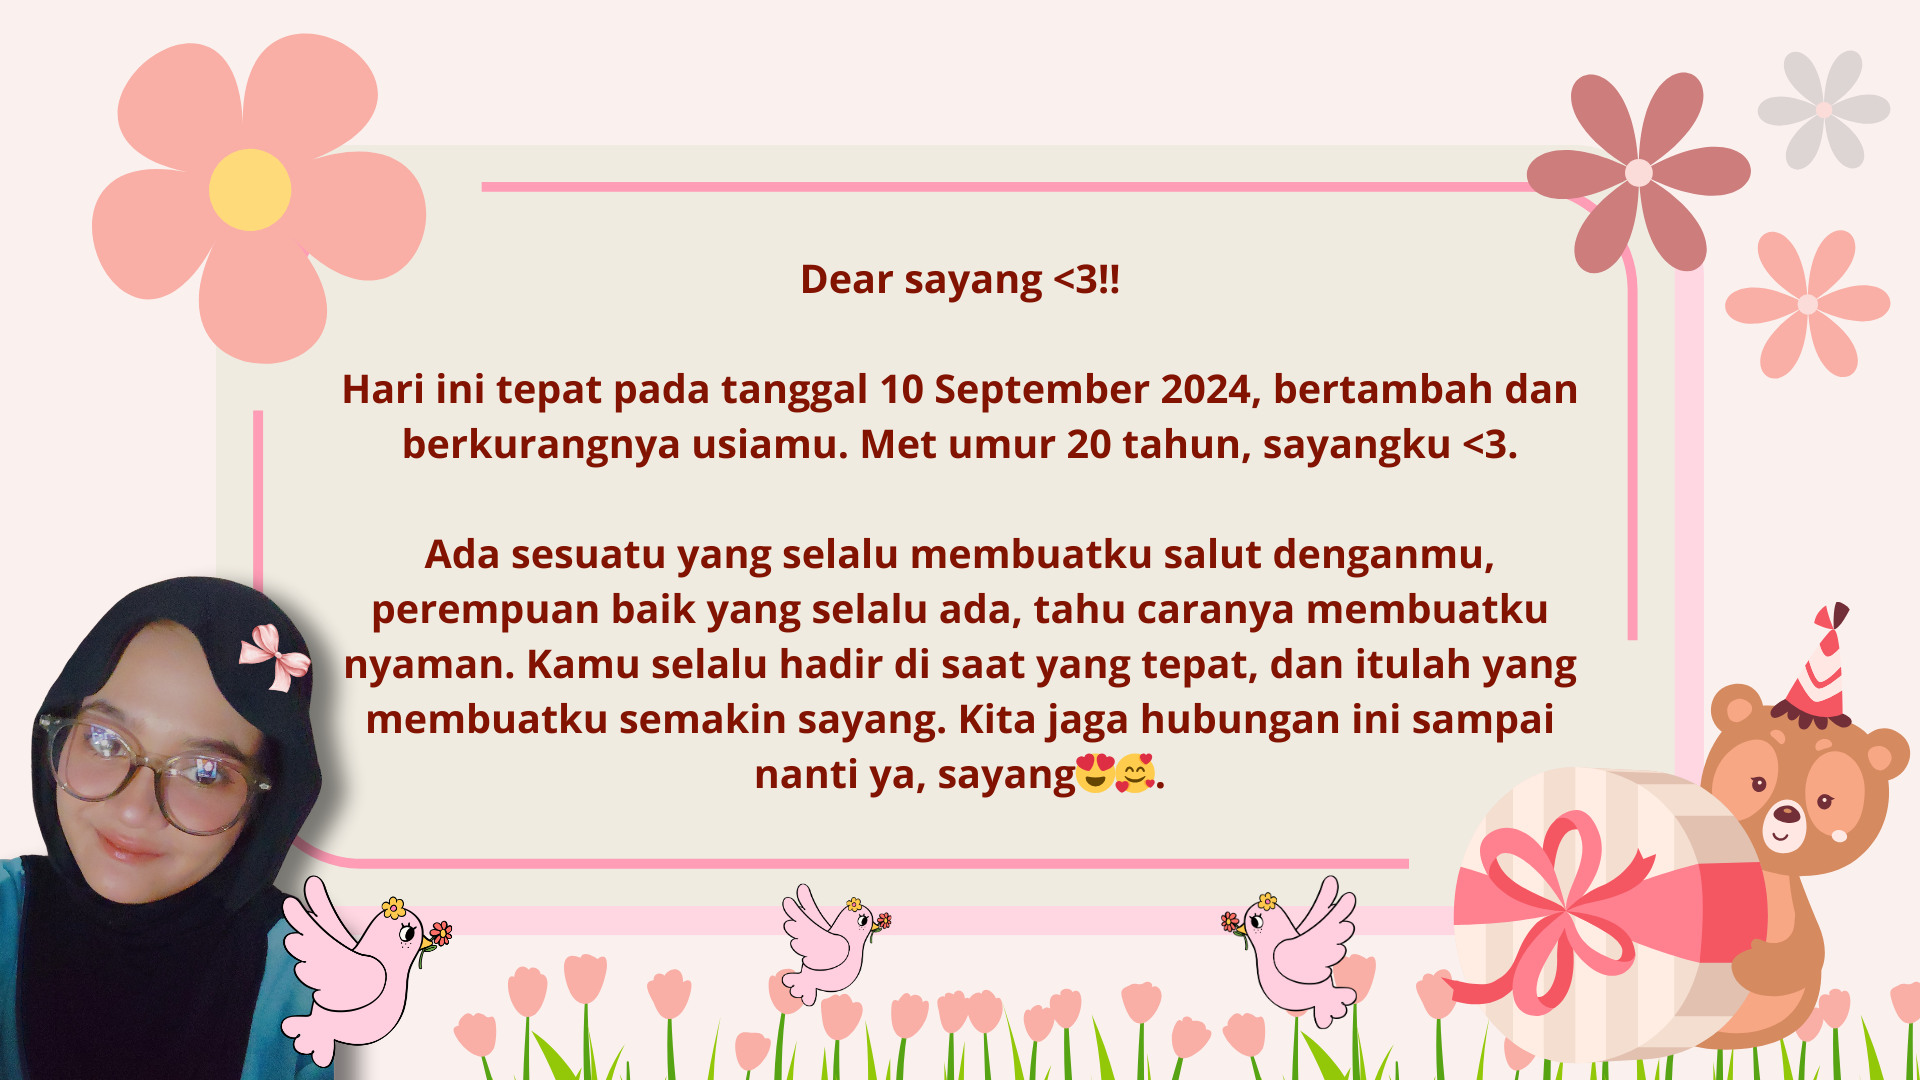 Dear sayang <3!!
Hari ini tepat pada tanggal 10 September 2024, bertambah dan
berkurangnya usiamu. Met umur 20 tahun, sayangku <3.
Ada sesuatu yang selalu membuatku salut denganmu,
perempuan baik yang selalu ada, tahu caranya membuatku
nyaman. Kamu selalu hadir di saat yang tepat, dan itulah yang
membuatku semakin sayang. Kita jaga hubungan ini sampai
nanti ya, sayang😍🥰.